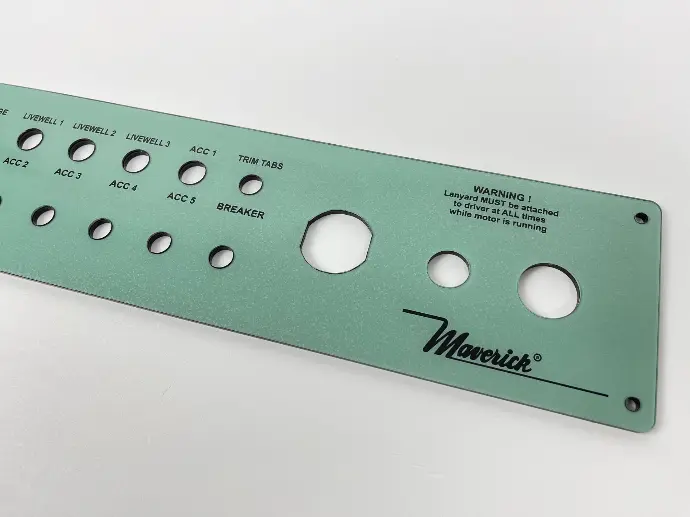 LIVEWELL 1 LIVEWELL 2 LIVEWELL 3 ACC 1 TRIM TABS
ACC 2 ACC 3 ACC 4 ACC 5 BREAKER
WARNING !
Lanyard MUST be attached
to driver at ALL times
while motor is running
Maverick®